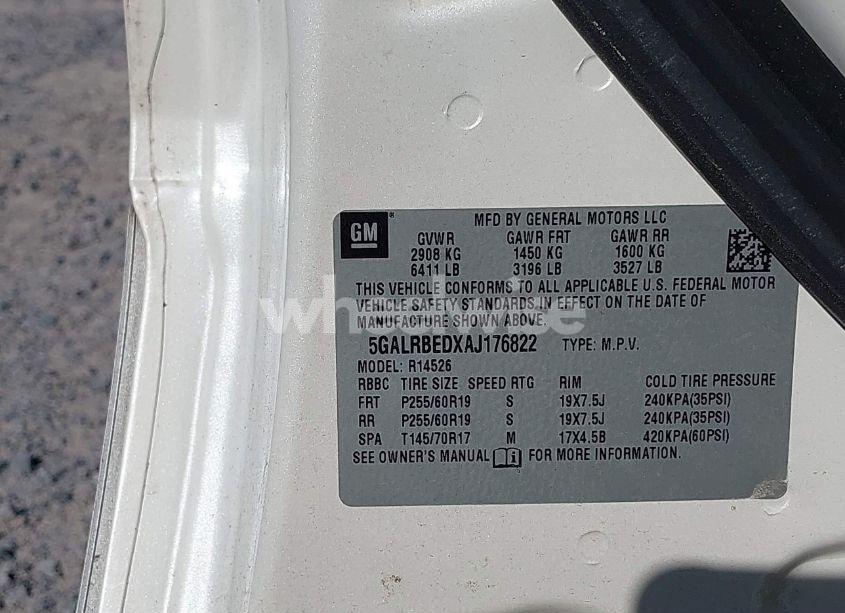 GM
MFD BY GENERAL MOTORS LLC
GVWR GAWR FRT GAWR RR
2908 KG 1450 KG 1600 KG
6411 LB 3196 LB 3527 LB
THIS VEHICLE CONFORMS TO ALL APPLICABLE U.S. FEDERAL MOTOR
VEHICLE SAFETY STANDARDS IN EFFECT ON THE DATE OF
MANUFACTURE SHOWN ABOVE.
5GALRBEDXAJ176822 TYPE: M.P.V.
MODEL: R14526
RBBC TIRE SIZE SPEED RTG RIM COLD TIRE PRESSURE
FRT P255/60R19 S 19X7.5J 240KPA(35PSI)
RR P255/60R19 S 19X7.5J 240KPA(35PSI)
SPA T145/70R17 M 17X4.5B 420KPA(60PSI)
SEE OWNER'S MANUAL i FOR MORE INFORMATION.